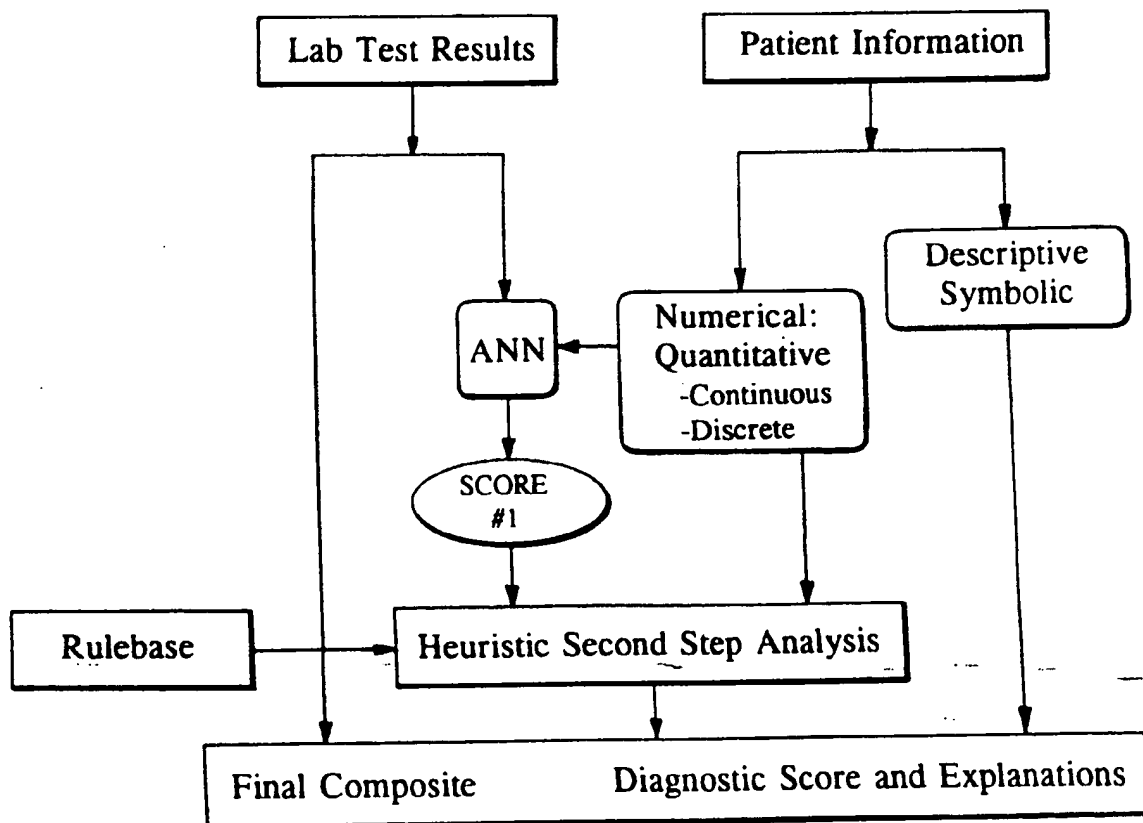 Lab Test Results
Patient Information
Descriptive
Symbolic
ANN
Numerical:
Quantitative
-Continuous
-Discrete
SCORE
#1
Rulebase
Heuristic Second Step Analysis
Final Composite Diagnostic Score and Explanations